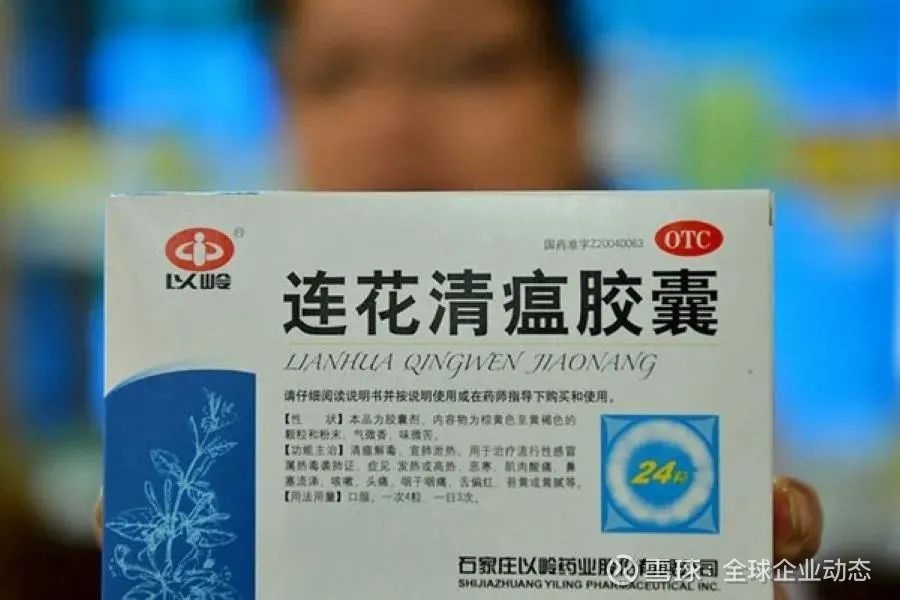 以岭
®
国药准字Z20040063
OTC
连花清瘟胶囊
LIANHUA QINGWEN JIAONANG
请仔细阅读说明书并按说明使用或在药师指导下购买和使用。
【性　状】本品为胶囊剂，内容物为棕黄色至黄褐色的
颗粒和粉末，气微香，味微苦。
【功能主治】清瘟解毒，宣肺泄热。用于治疗流行性感冒
属热毒袭肺证，症见：发热或高热，恶寒，肌肉酸痛，鼻
塞流涕，咳嗽，头痛，咽干咽痛，舌偏红，苔黄或黄腻等。
【用法用量】口服。一次4粒，一日3次。
24粒
石家庄以岭药业股份有限公司
SHIJIAZHUANG YILING PHARMACEUTICAL INC.
雪球：全球企业动态